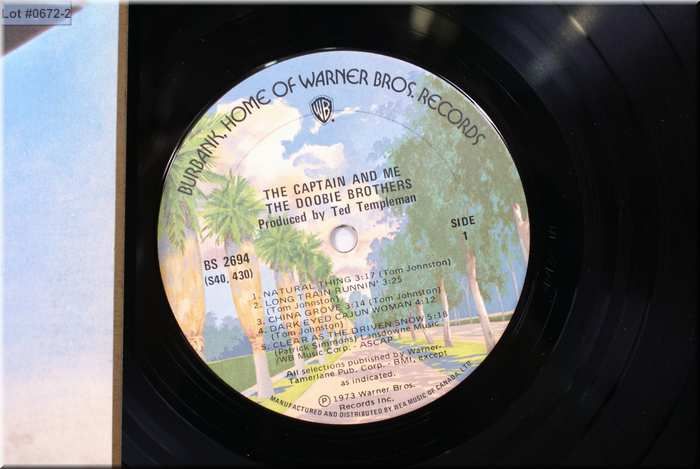 Lot #0672-2
BURBANK, HOME OF WARNER BROS. RECORDS
WB
THE CAPTAIN AND ME
THE DOOBIE BROTHERS
Produced by Ted Templeman
BS 2694
(S40, 430)
SIDE
1
1. NATURAL THING 3:17 (Tom Johnston)
2. LONG TRAIN RUNNIN' 3:25
(Tom Johnston)
3. CHINA GROVE 3:14 (Tom Johnston)
4. DARK EYED CAJUN WOMAN 4:12
(Tom Johnston)
5. CLEAR AS THE DRIVEN SNOW 5:18
(Patrick Simmons) Lansdowne Music
/WB Music Corp. - ASCAP
All selections published by Warner-
Tamerlane Pub. Corp. - BMI, except
as indicated.
Ⓟ 1973 Warner Bros.
Records Inc.
MANUFACTURED AND DISTRIBUTED BY WEA MUSIC OF CANADA, LTD.